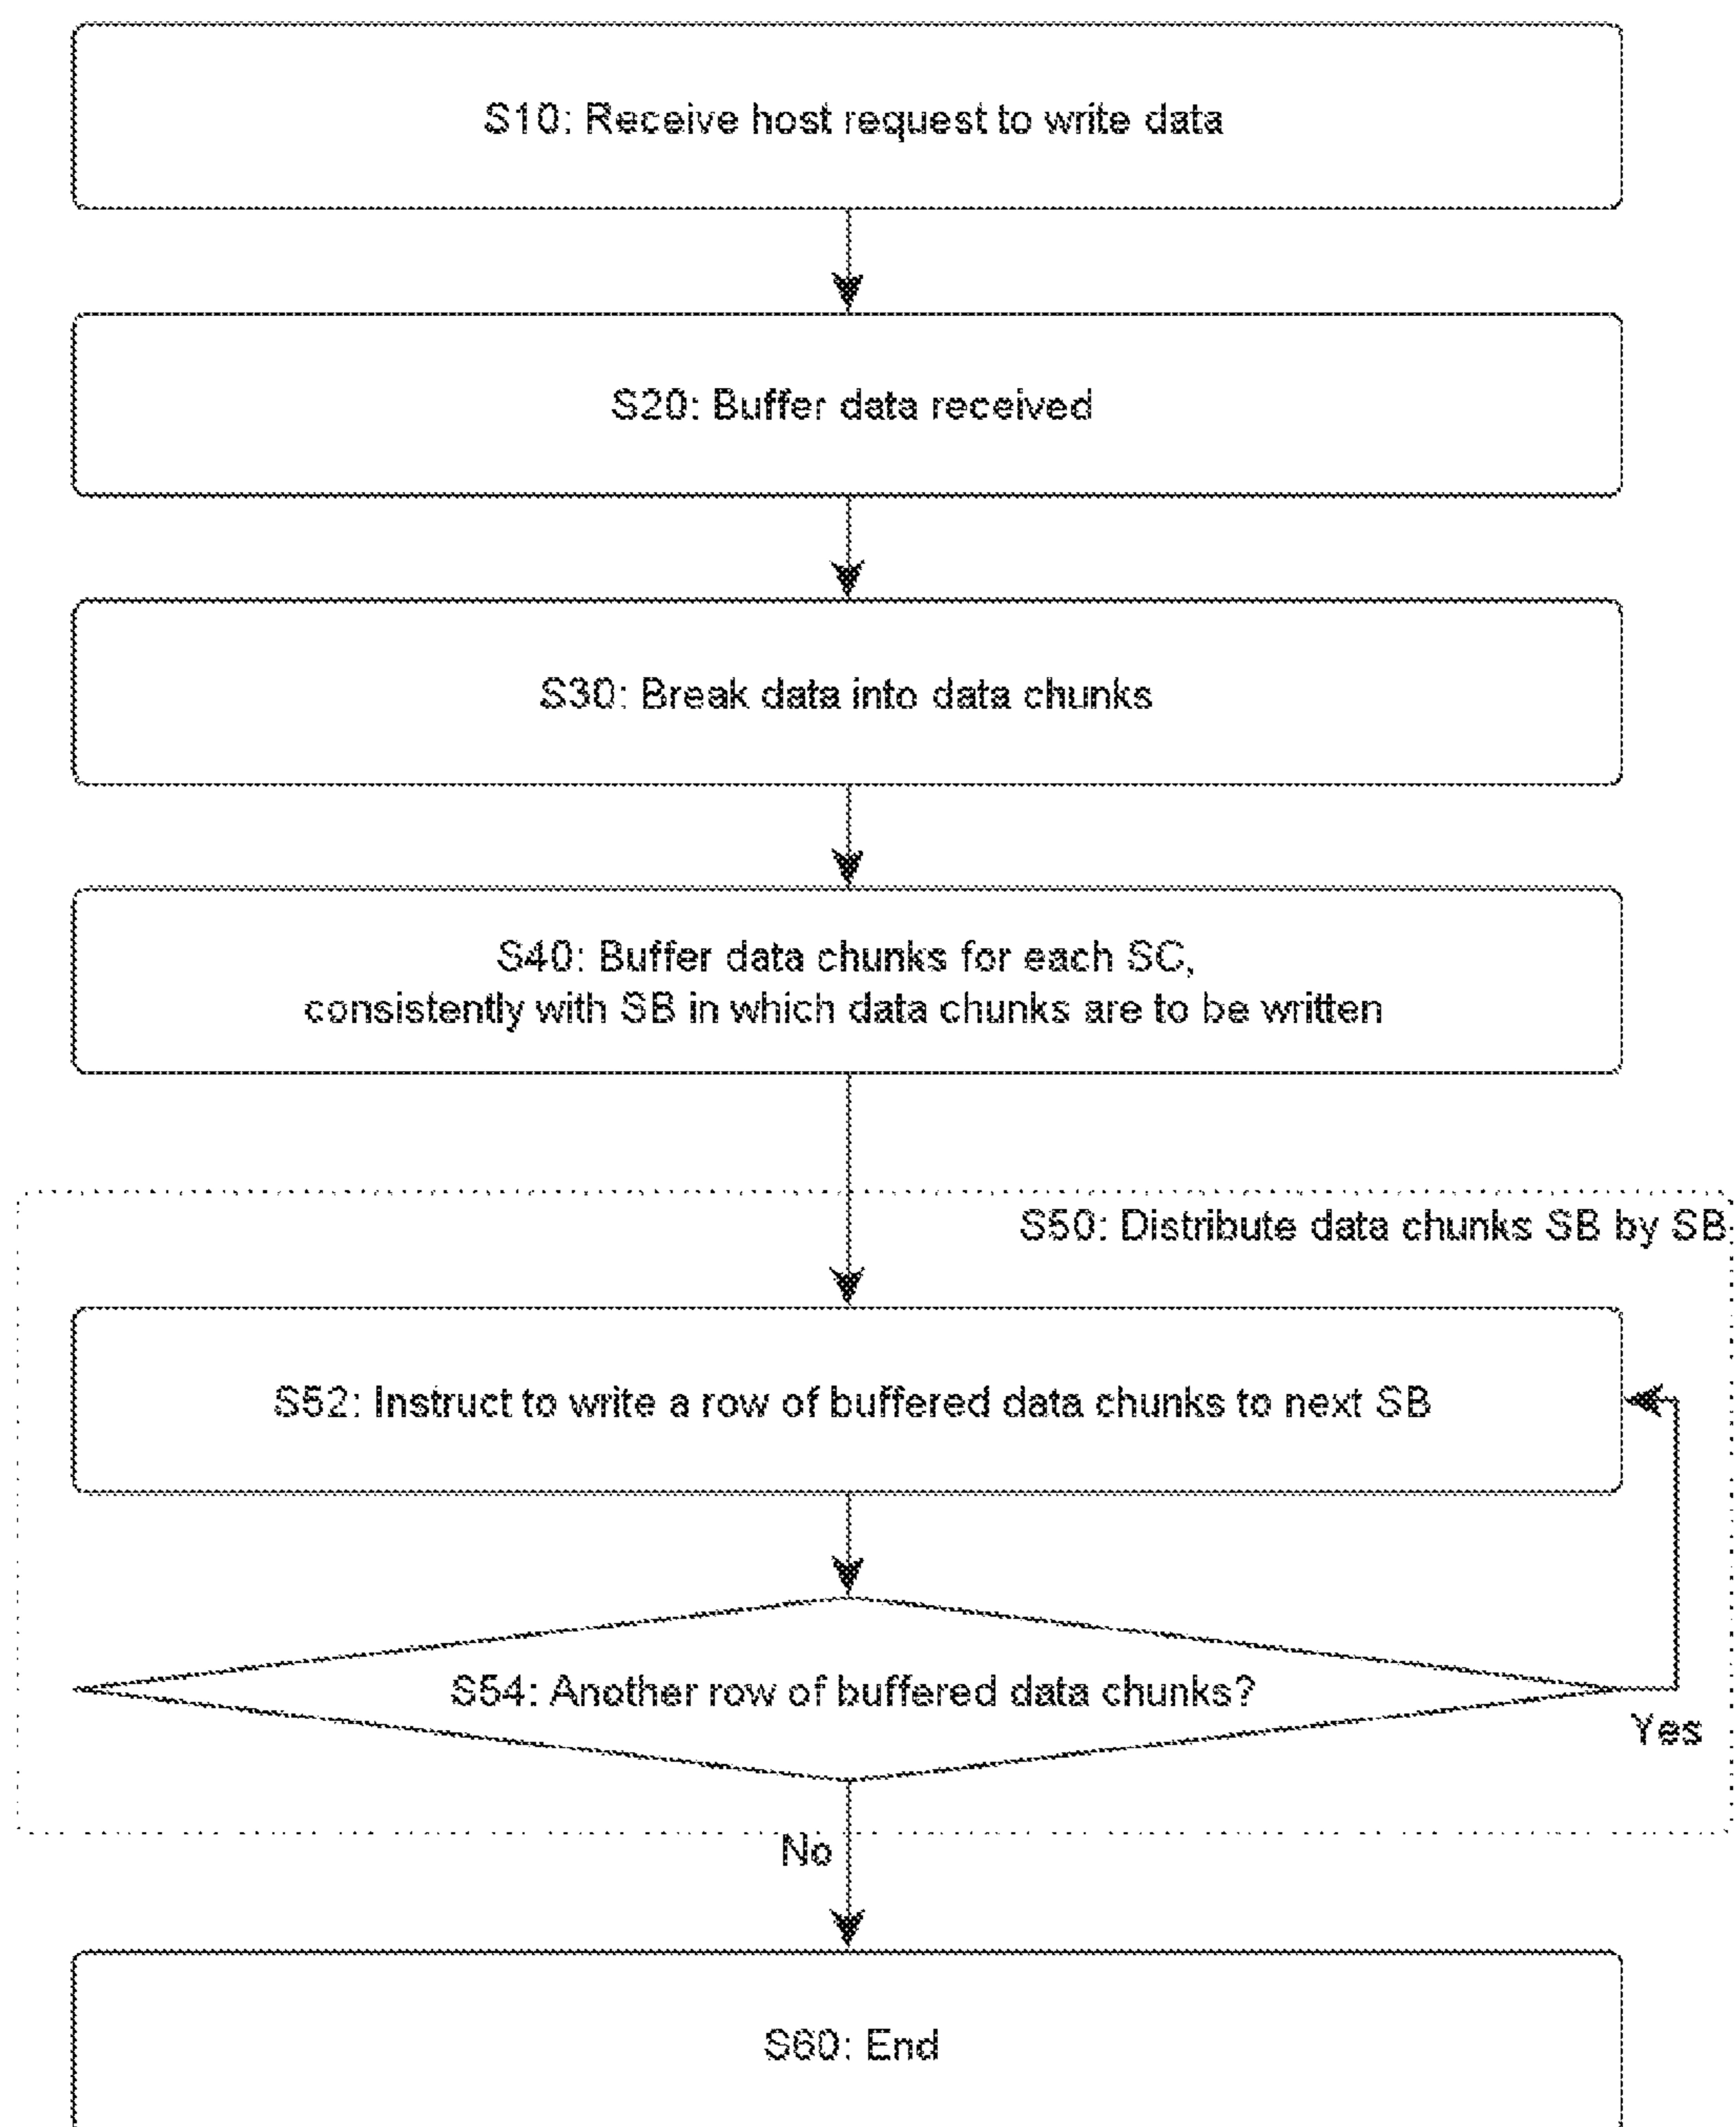 S10: Receive host request to write data
S20: Buffer data received
S30: Break data into data chunks
S40: Buffer data chunks for each SC,
consistently with SB in which data chunks are to be written
S50: Distribute data chunks SB by SB
S52: Instruct to write a row of buffered data chunks to next SB
S54: Another row of buffered data chunks?
Yes
No
S60: End